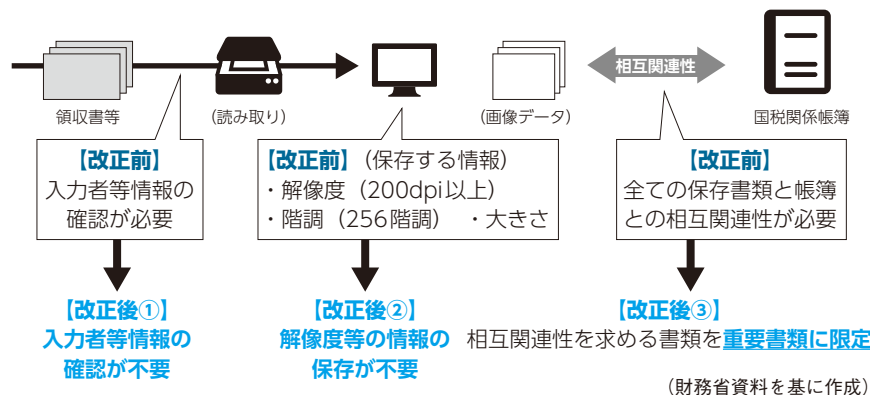 相互関連性
領収書等
(読み取り)
(画像データ)
国税関係帳簿
【改正前】
入力者等情報の
確認が必要
【改正前】(保存する情報)
・解像度(200dpi以上)
・階調(256階調) ・大きさ
【改正前】
全ての保存書類と帳簿
との相互関連性が必要
【改正後①】
入力者等情報の
確認が不要
【改正後②】
解像度等の情報の
保存が不要
【改正後③】
相互関連性を求める書類を重要書類に限定
(財務省資料を基に作成)